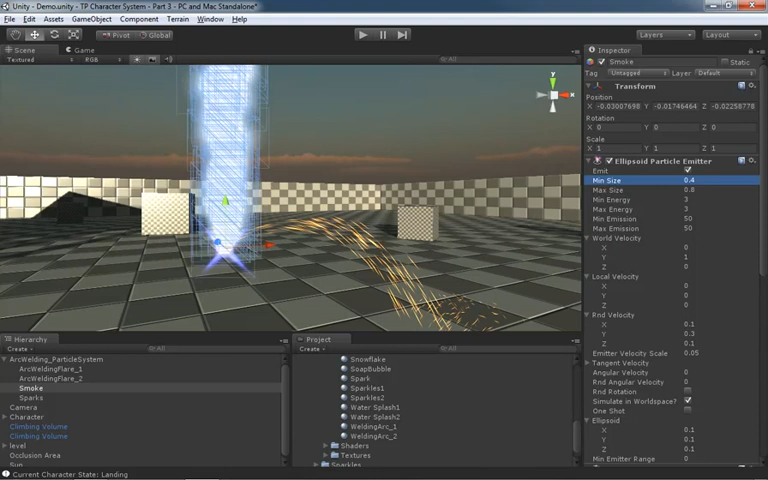 Unity - Demo.unity - TP Character System - Part 3 - PC and Mac Standalone*
File Edit Assets GameObject Component Terrain Window Help
Pivot Global
Layers Layout
Scene Game
Textured RGB All
y
x
Inspector
Smoke Static
Tag Untagged Layer Default
Transform
Position
X -0.03007698 Y -0.01746464 Z -0.02258778
Rotation
X 0 Y 0 Z 0
Scale
X 1 Y 1 Z 1
Ellipsoid Particle Emitter
Emit
Min Size 0.4
Max Size 0.8
Min Energy 3
Max Energy 3
Min Emission 50
Max Emission 50
World Velocity
X 0
Y 1
Z 0
Local Velocity
X 0
Y 0
Z 0
Rnd Velocity
X 0.1
Y 0.3
Z 0.1
Emitter Velocity Scale 0.05
Tangent Velocity
Angular Velocity 0
Rnd Angular Velocity 0
Rnd Rotation
Simulate in Worldspace?
One Shot
Ellipsoid
X 0.1
Y 0.1
Z 0.1
Min Emitter Range 0
Hierarchy
Create All
ArcWelding_ParticleSystem
ArcWeldingFlare_1
ArcWeldingFlare_2
Smoke
Sparks
Camera
Character
Climbing Volume
Climbing Volume
level
Occlusion Area
Sun
Project
Create All
Snowflake
SoapBubble
Spark
Sparkles1
Sparkles2
Water Splash1
Water Splash2
WeldingArc_1
WeldingArc_2
Shaders
Textures
Sparkles
Current Character State: Landing